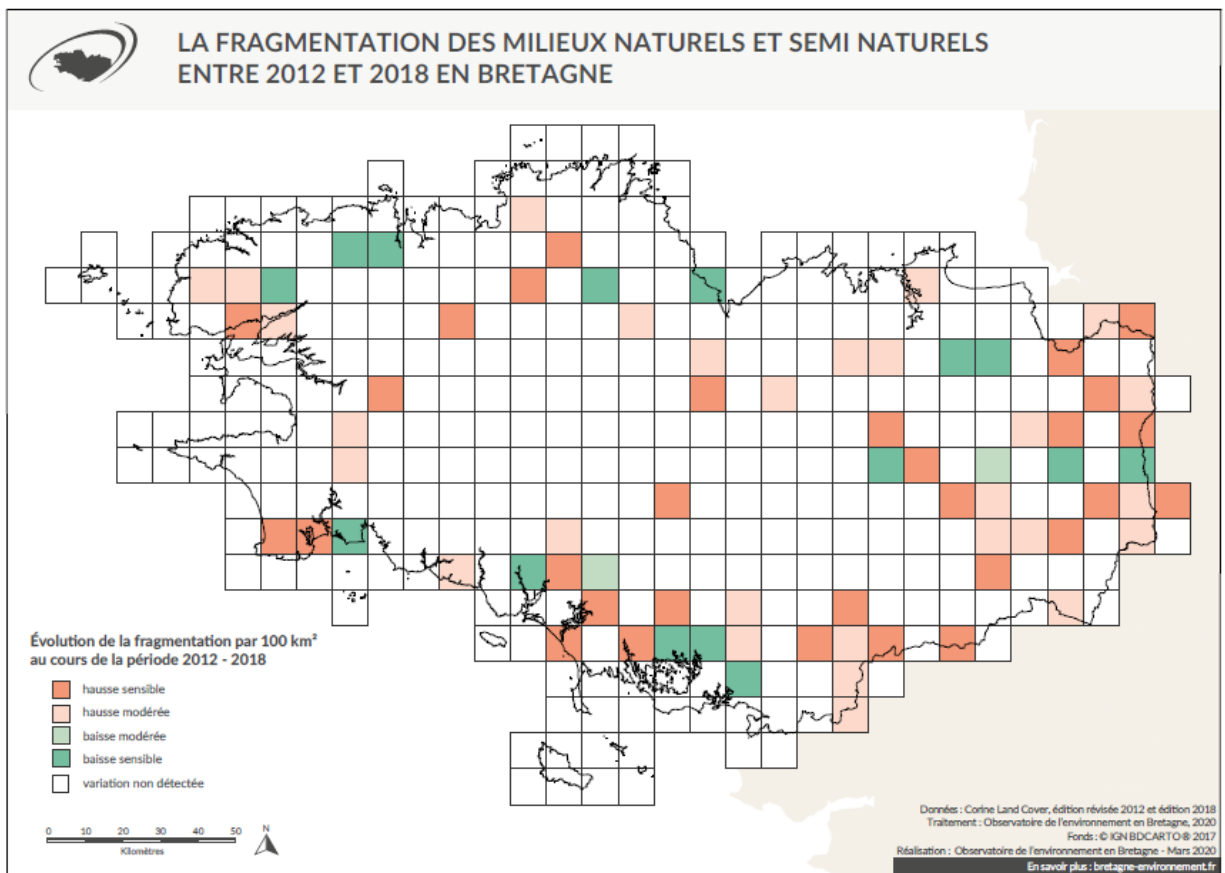 LA FRAGMENTATION DES MILIEUX NATURELS ET SEMI NATURELS
ENTRE 2012 ET 2018 EN BRETAGNE
Évolution de la fragmentation par 100 km²
au cours de la période 2012 - 2018
hausse sensible
hausse modérée
baisse modérée
baisse sensible
variation non détectée
0 10 20 30 40 50
Kilomètres
N
Données : Corine Land Cover, édition révisée 2012 et édition 2018
Traitement : Observatoire de l'environnement en Bretagne, 2020
Fonds : © IGN BDCARTO ® 2017
Réalisation : Observatoire de l'environnement en Bretagne - Mars 2020
En savoir plus : bretagne-environnement.fr